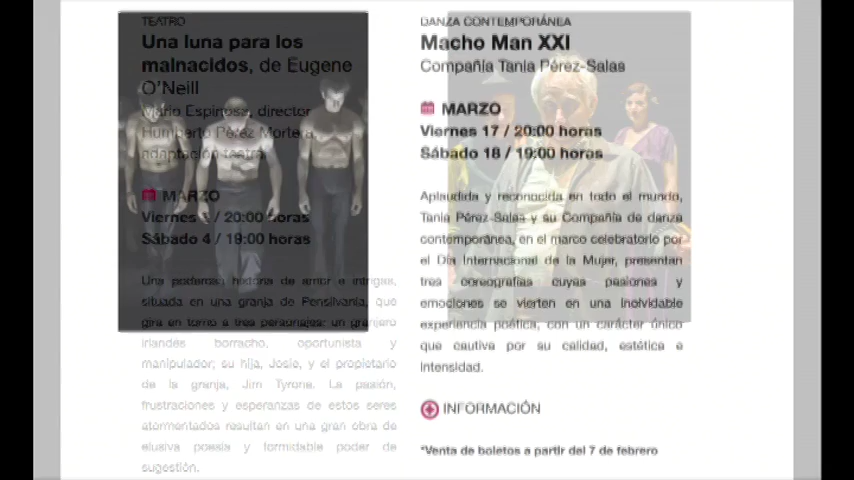 TEATRO
Una luna para los
malnacidos, de Eugene
O'Neill
Mario Espinosa, director
Humberto Pérez Mortera,
adaptación teatral
MARZO
Viernes 3 / 20:00 horas
Sábado 4 / 19:00 horas
Una poderosa historia de amor e intrigas,
situada en una granja de Pensilvania, que
gira en torno a tres personajes: un granjero
irlandés borracho, oportunista y
manipulador; su hija, Josie, y el propietario
de la granja, Jim Tyrone. La pasión,
frustraciones y esperanzas de estos seres
atormentados resultan en una gran obra de
elusiva poesía y formidable poder de
sugestión.
DANZA CONTEMPORÁNEA
Macho Man XXI
Compañía Tania Pérez-Salas
MARZO
Viernes 17 / 20:00 horas
Sábado 18 / 19:00 horas
Aplaudida y reconocida en todo el mundo,
Tania Pérez-Salas y su Compañía de danza
contemporánea, en el marco celebratorio por
el Día Internacional de la Mujer, presentan
tres coreografías cuyas pasiones y
emociones se vierten en una inolvidable
experiencia poética, con un carácter único
que cautiva por su calidad, estética e
intensidad.
INFORMACIÓN
*Venta de boletos a partir del 7 de febrero